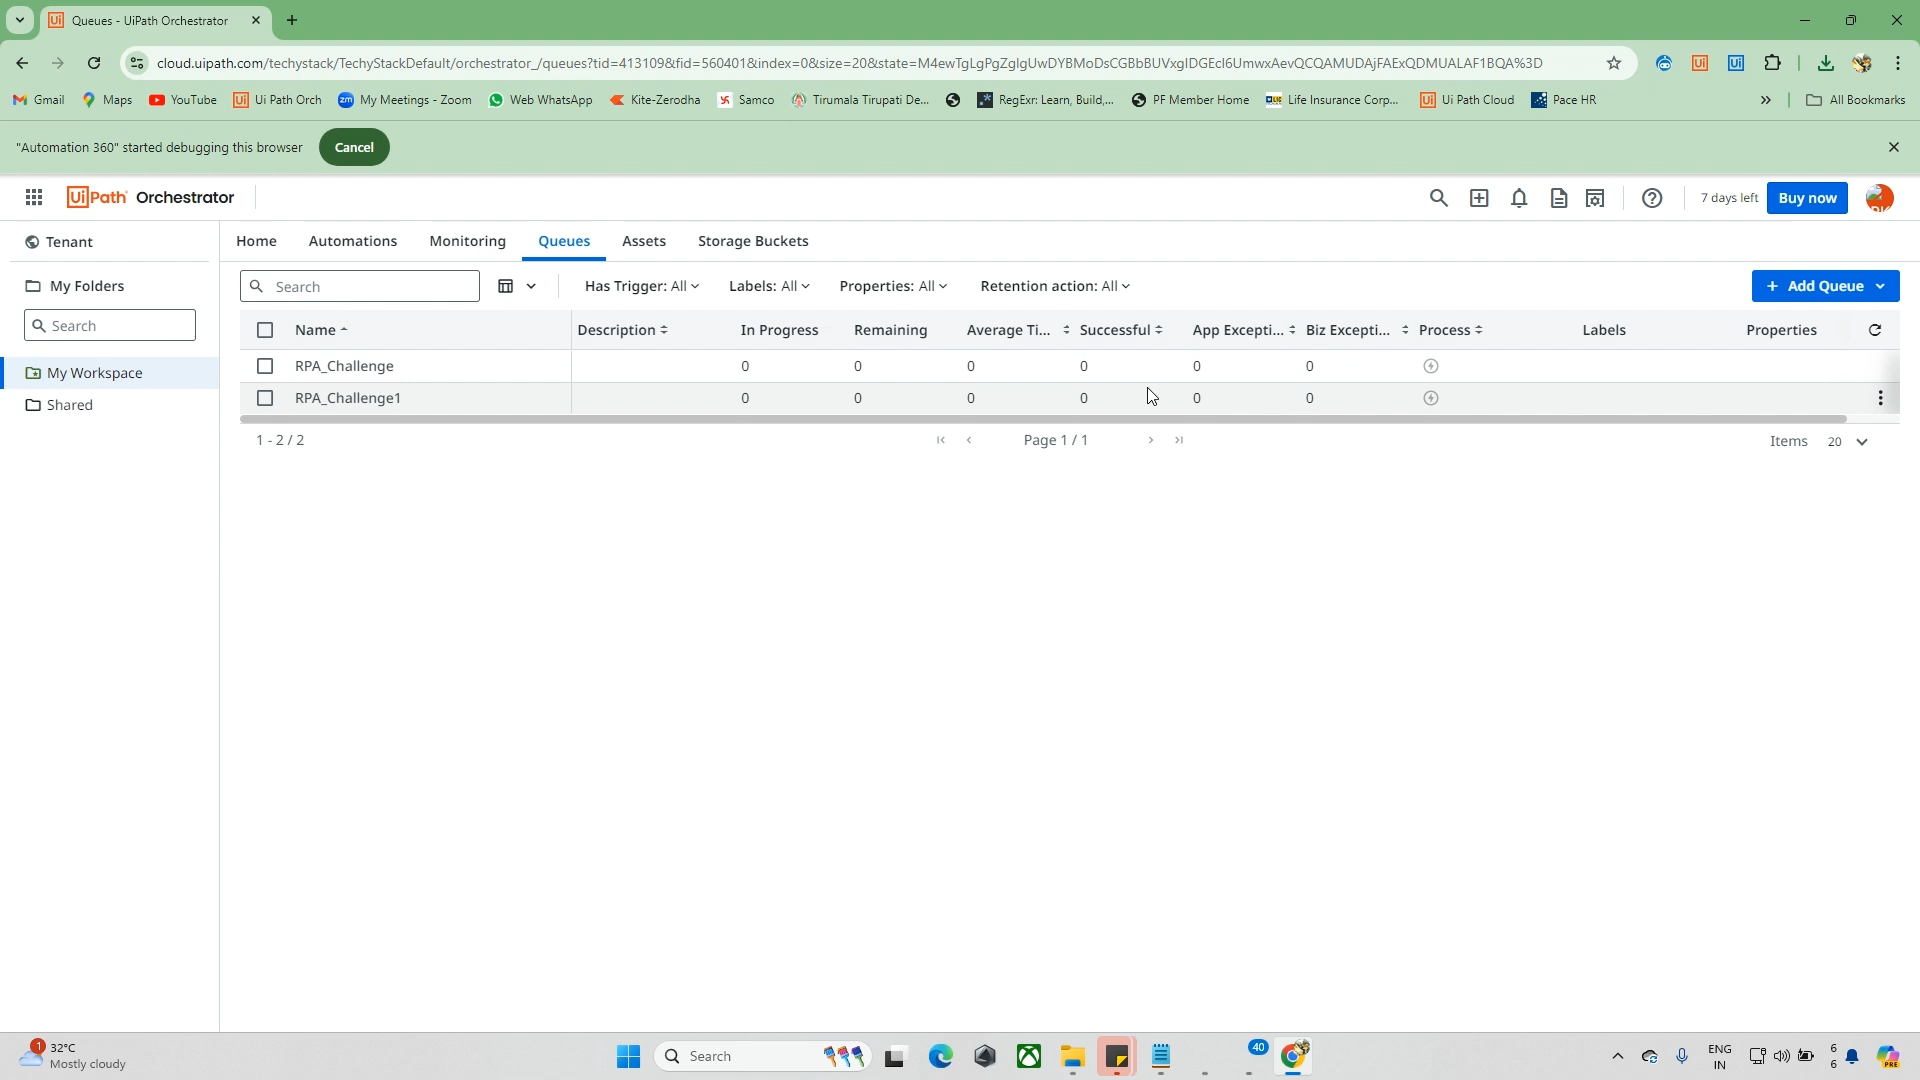 Queues - UiPath Orchestrator
cloud.uipath.com/techystack/TechyStackDefault/orchestrator_/queues?tid=413109&fid=560401&index=0&size=20&state=
Gmail Maps YouTube Ui Path Orch My Meetings - Zoom Web WhatsApp Kite-Zerodha Samco Tirumala Tirupati De... RegExr: Learn, Build,... PF Member Home Life Insurance Corp... Ui Path Cloud Pace HR » All Bookmarks
"Automation 360" started debugging this browser Cancel
UiPath Orchestrator 7 days left Buy now
Tenant Home Automations Monitoring Queues Assets Storage Buckets
My Folders Search Has Trigger: All Labels: All Properties: All Retention action: All + Add Queue
Search Name Description In Progress Remaining Average Ti... Successful App Excepti... Biz Excepti... Process Labels Properties
RPA_Challenge 0 0 0 0 0 0
My Workspace
RPA_Challenge1 0 0 0 0 0 0
Shared
1 - 2 / 2 Page 1 / 1 Items 20
1 32°C
Mostly cloudy
Search
40
ENG
IN
6
6
PRE